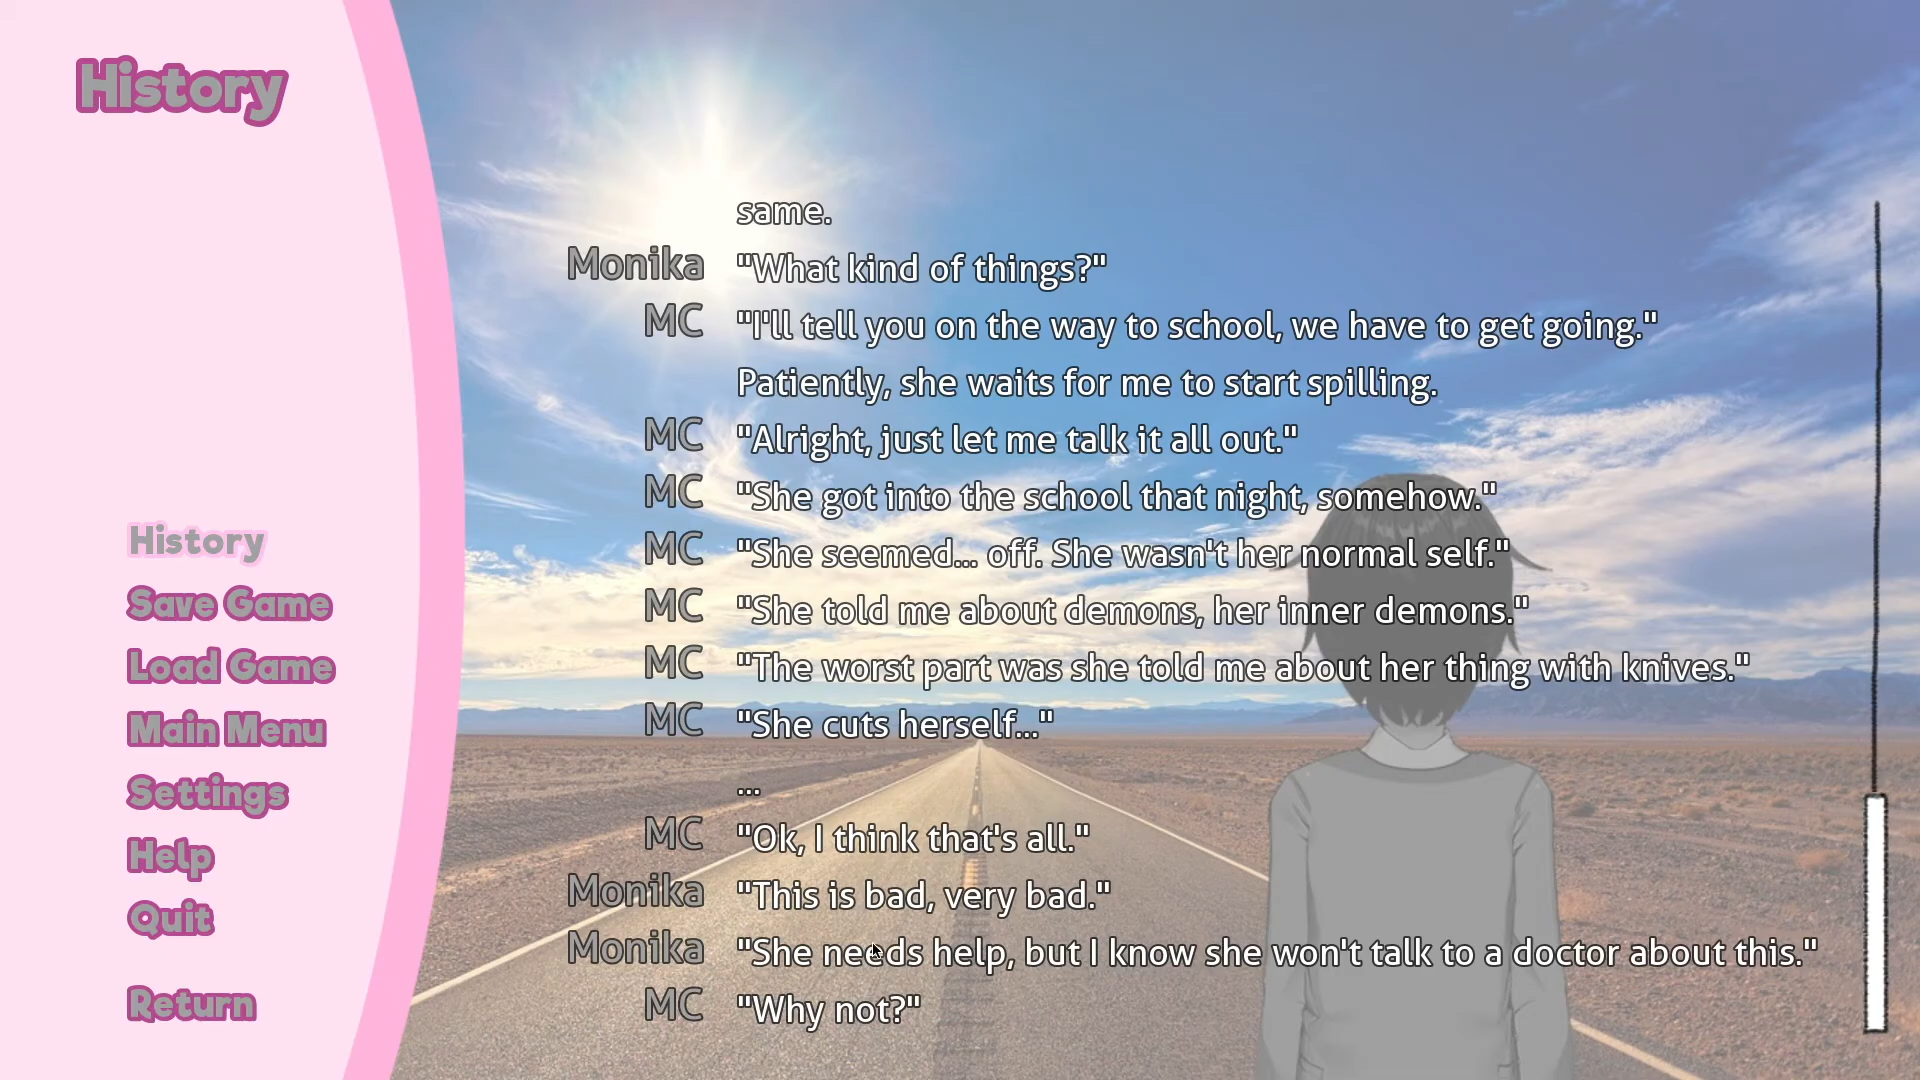 History
same.
Monika "What kind of things?"
MC "I'll tell you on the way to school, we have to get going."
Patiently, she waits for me to start spilling.
MC "Alright, just let me talk it all out."
MC "She got into the school that night, somehow."
MC "She seemed... off. She wasn't her normal self."
MC "She told me about demons, her inner demons."
MC "The worst part was she told me about her thing with knives."
MC "She cuts herself..."
...
MC "Ok, I think that's all."
Monika "This is bad, very bad."
Monika "She needs help, but I know she won't talk to a doctor about this."
MC "Why not?"
History
Save Game
Load Game
Main Menu
Settings
Help
Quit
Return